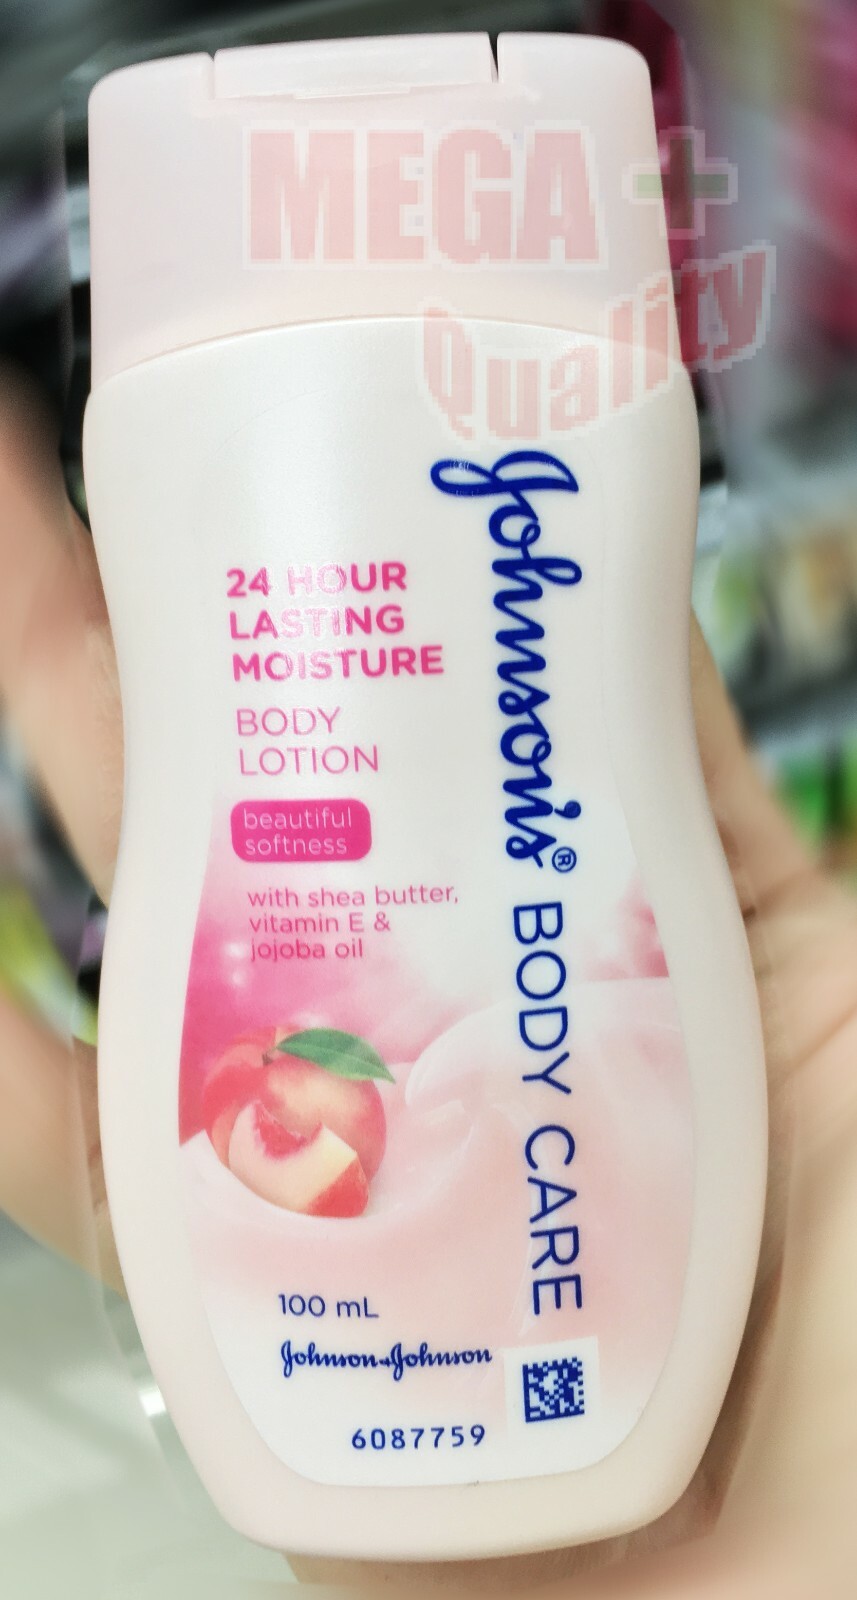 MEGA +
Quality
Johnson's® BODY CARE
24 HOUR
LASTING
MOISTURE
BODY
LOTION
beautiful
softness
with shea butter,
vitamin E &
jojoba oil
100 mL
Johnson+Johnson
6087759